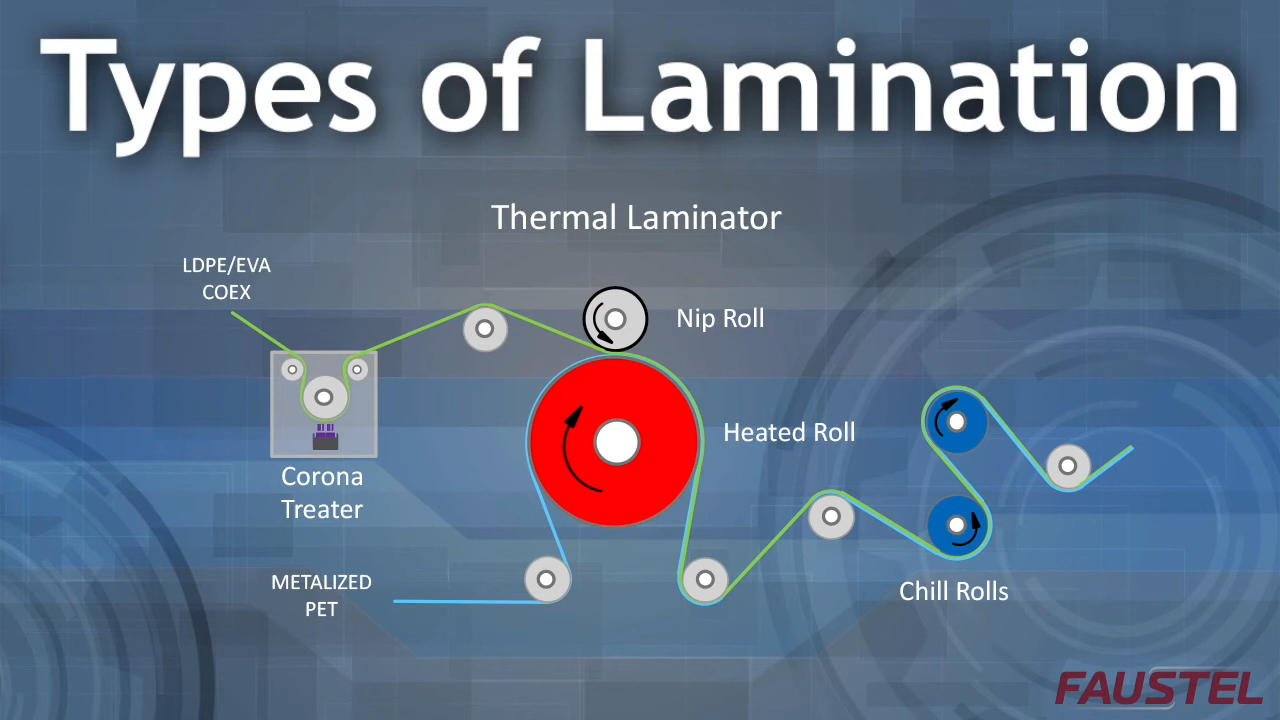 Types of Lamination
Thermal Laminator
LDPE/EVA
COEX
Nip Roll
Heated Roll
Corona
Treater
METALIZED
PET
Chill Rolls
FAUSTEL